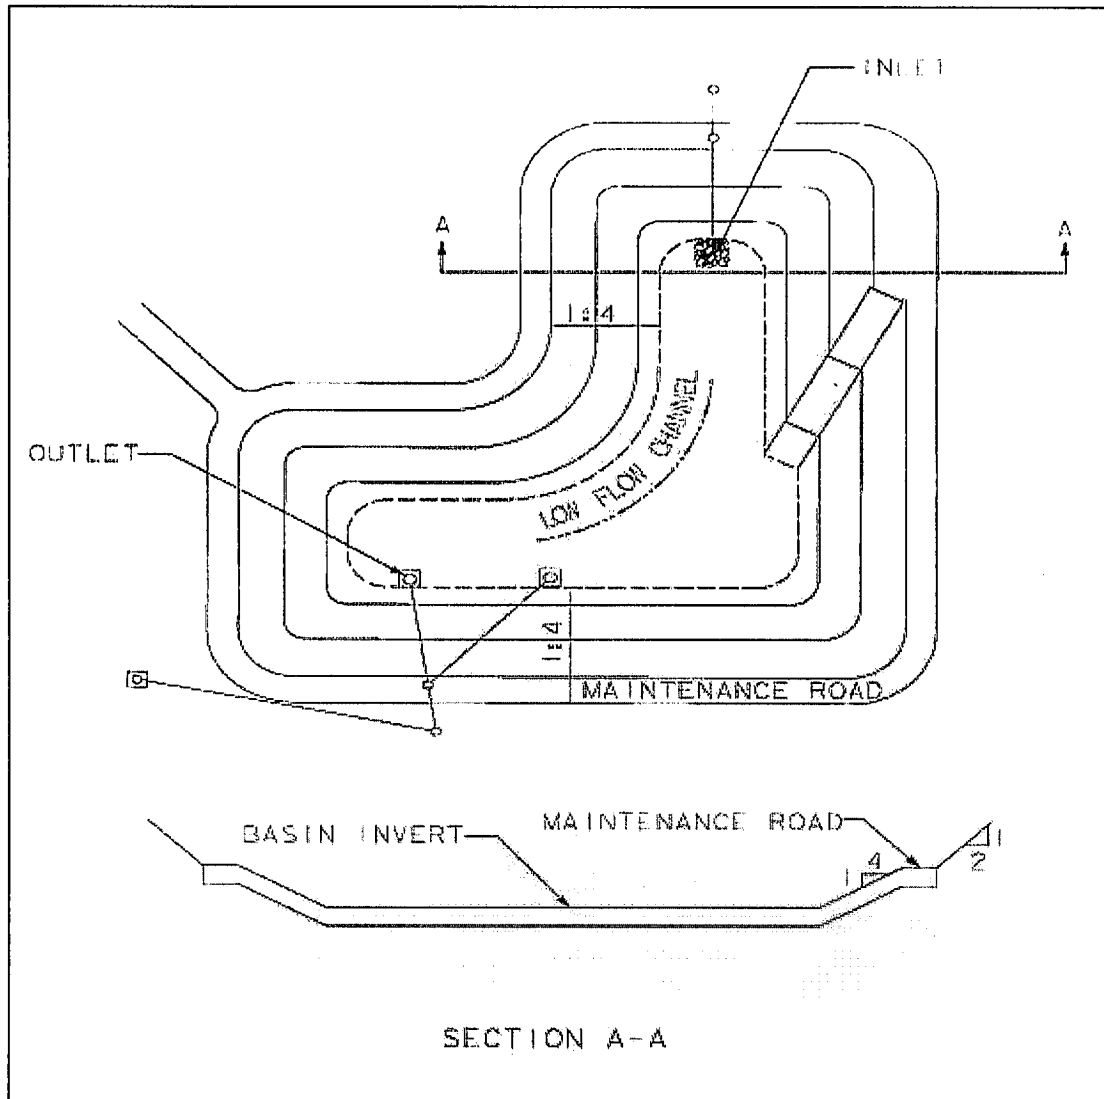 INLET
A
A
1:4
LOW FLOW CHANNEL
OUTLET
1:4
MAINTENANCE ROAD
BASIN INVERT
MAINTENANCE ROAD
4
1
1
2
SECTION A-A